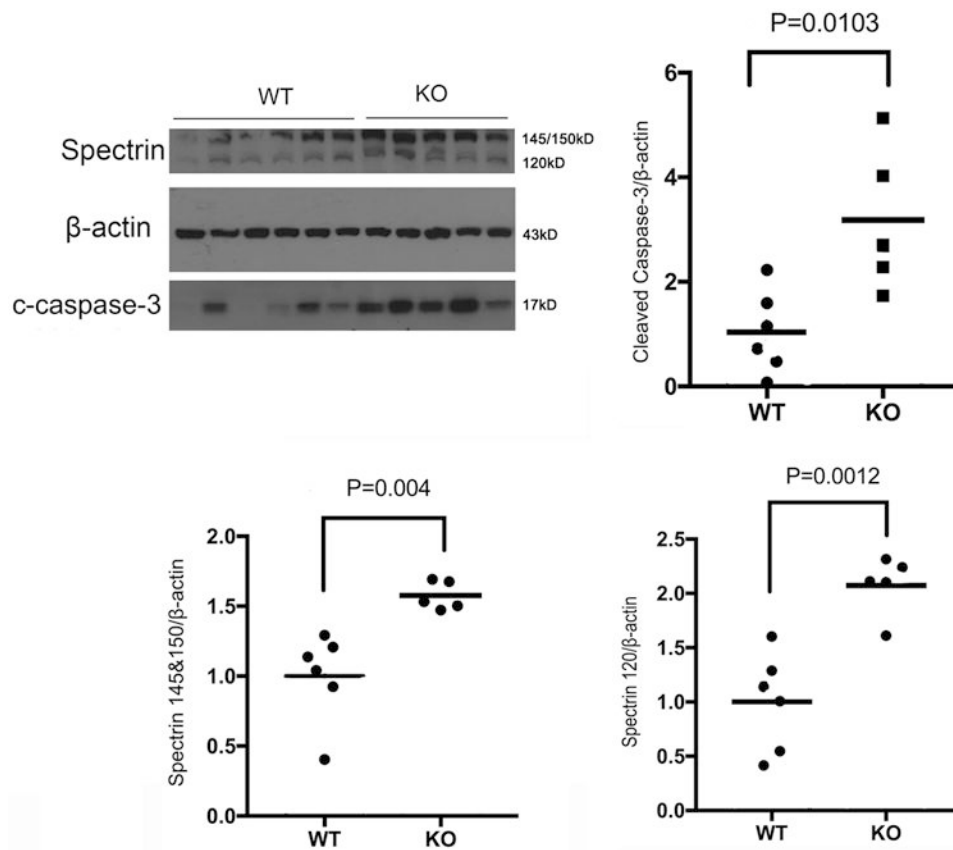 WT KO
Spectrin
145/150kD
120kD
β-actin
43kD
c-caspase-3
17kD
P=0.0103
Cleaved Caspase-3/β-actin
6
4
2
0
WT KO
P=0.004
Spectrin 145&150/β-actin
2.0
1.5
1.0
0.5
0.0
WT KO
P=0.0012
Spectrin 120/β-actin
2.5
2.0
1.5
1.0
0.5
0.0
WT KO